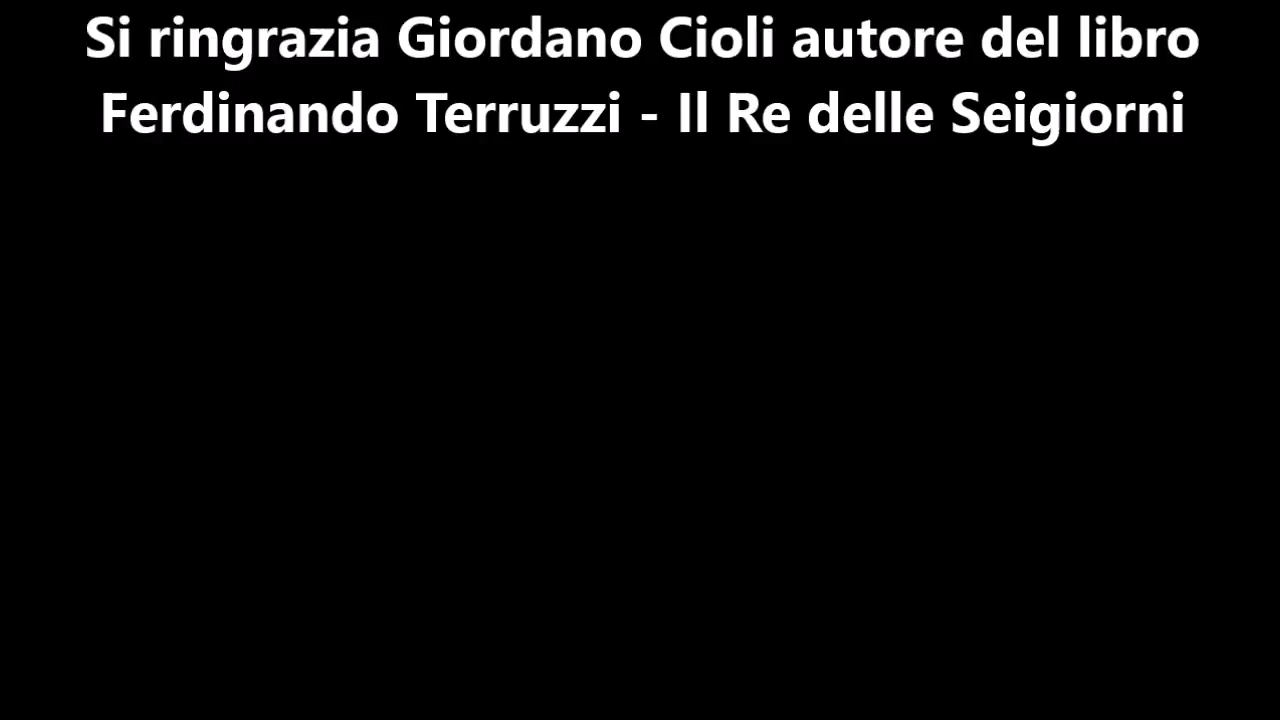 Si ringrazia Giordano Cioli autore del libro
Ferdinando Terruzzi - Il Re delle Seigiorni